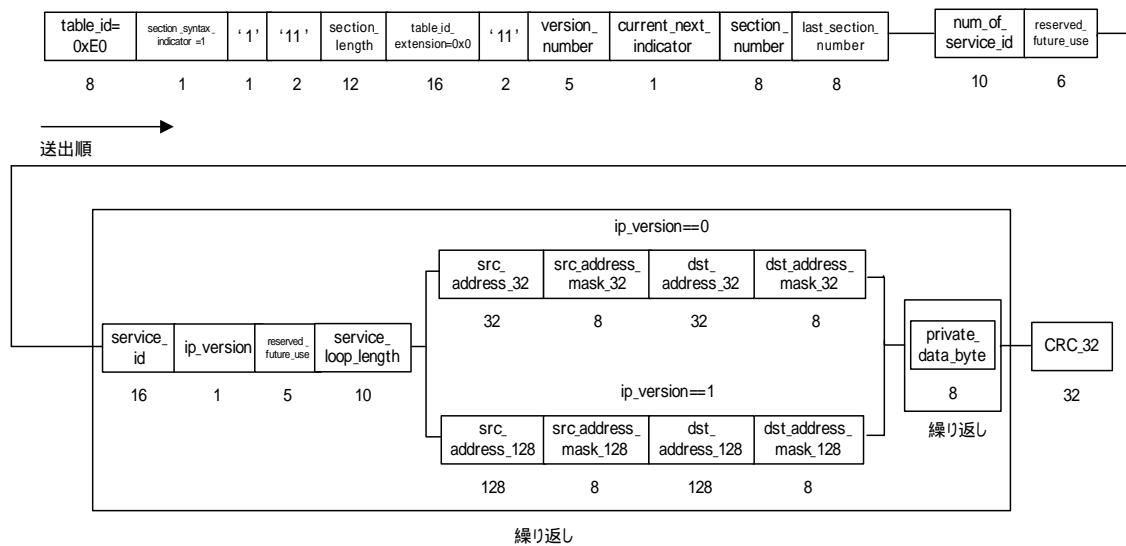 table_id=
0xE0
section_syntax_
indicator =1
‘1’
‘11’
section_
length
table_id_
extension=0x0
‘11’
version_
number
current_next_
indicator
section_
number
last_section_
number
num_of_
service_id
reserved_
future_use
8 1 1 2 12 16 2 5 1 8 8 10 6
送出順
ip_version==0
src_
address_32
src_address_
mask_32
dst_
address_32
dst_address_
mask_32
32 8 32 8
service_
id
ip_version
reserved_
future_use
service_
loop_length
16 1 5 10
private_
data_byte
8
繰り返し
CRC_32
32
ip_version==1
src_
address_128
src_address_
mask_128
dst_
address_128
dst_address_
mask_128
128 8 128 8
繰り返し